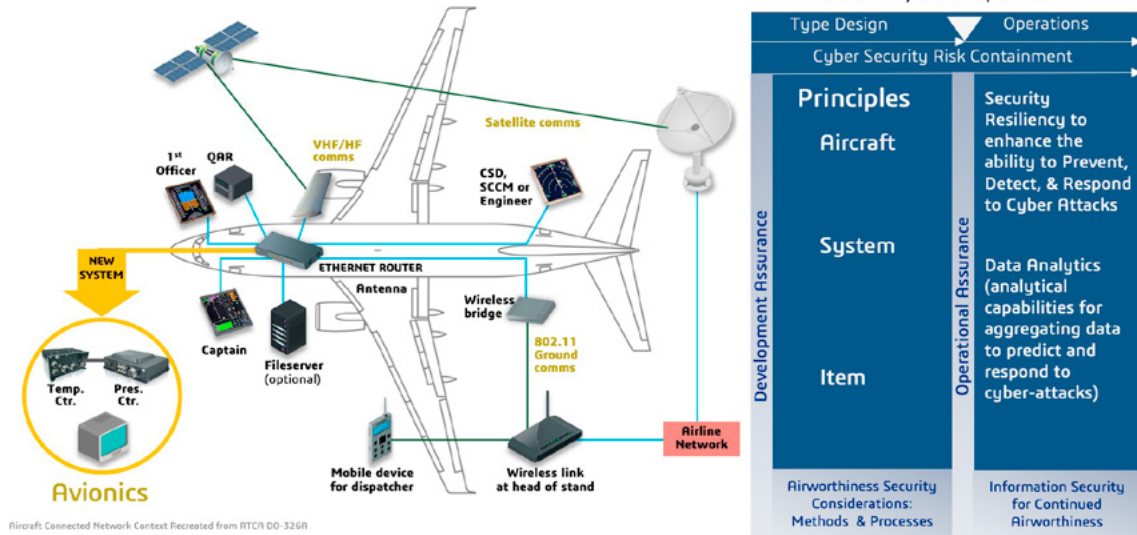 Satellite comms
VHF/HF
comms
1st
Officer
QAR
CSD,
SCCM or
Engineer
NEW
SYSTEM
ETHERNET ROUTER
Antenna
Wireless
bridge
Captain
Fileserver
(optional)
802.11
Ground
comms
Temp.
Ctr.
Pres.
Ctr.
Avionics
Mobile device
for dispatcher
Wireless link
at head of stand
Airline
Network
Aircraft Connected Network Context Recreated from RTCA DO-326A
Type Design
Operations
Cyber Security Risk Containment
Development Assurance
Principles
Aircraft
System
Item
Operational Assurance
Security
Resiliency to
enhance the
ability to Prevent,
Detect, & Respond
to Cyber Attacks
Data Analytics
(analytical
capabilities for
aggregating data
to predict and
respond to
cyber-attacks)
Airworthiness Security
Considerations:
Methods & Processes
Information Security
for Continued
Airworthiness